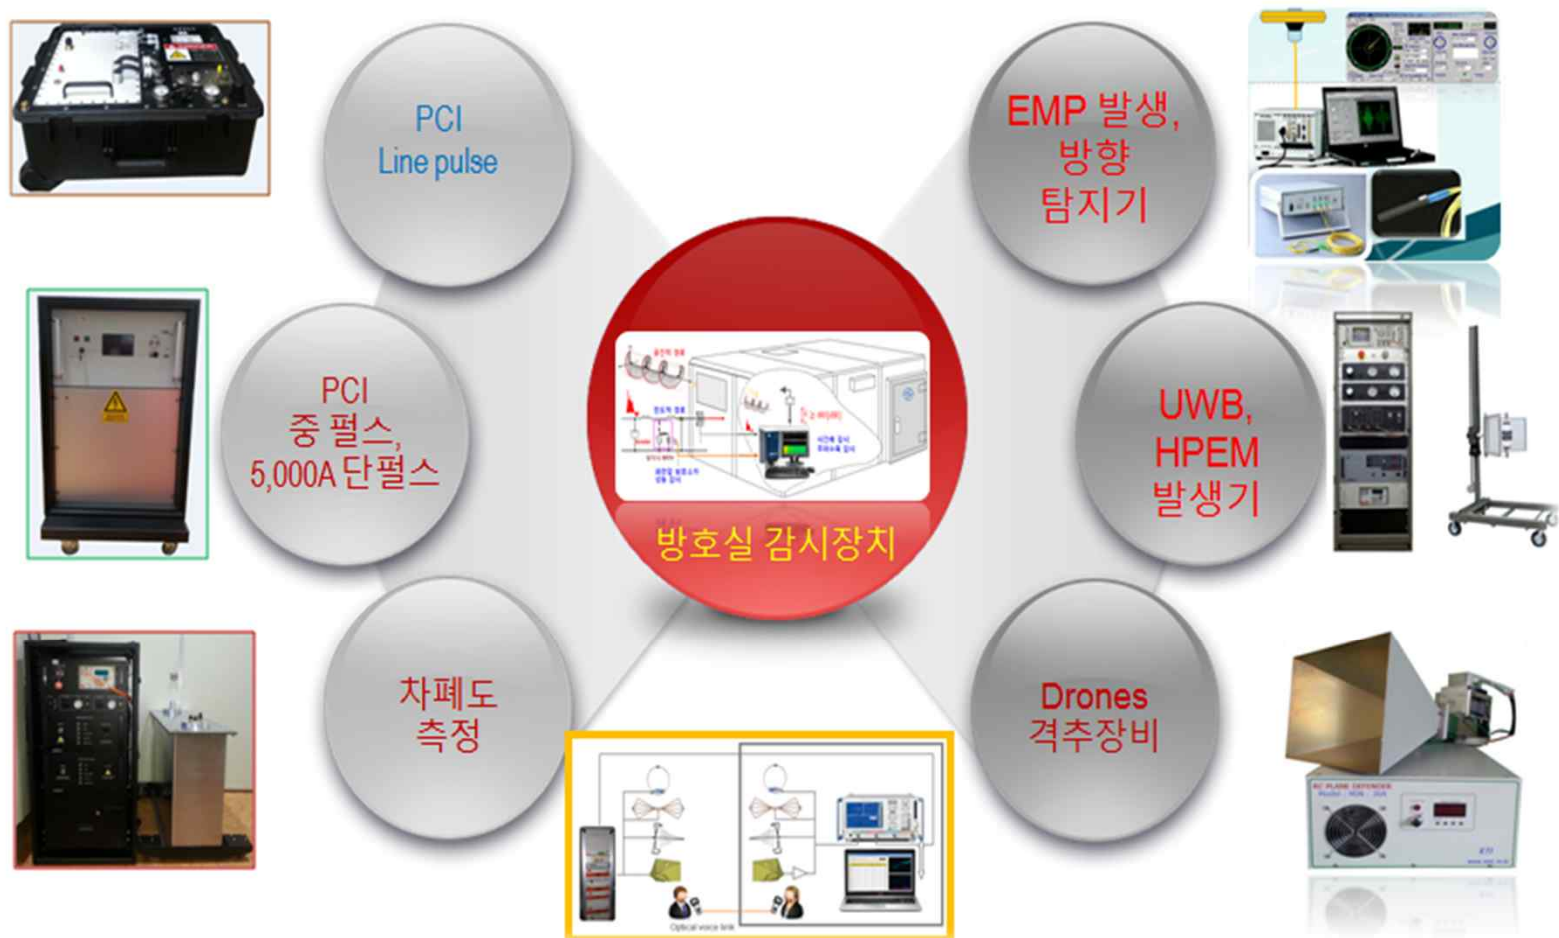 PCI
Line pulse
EMP 발생,
방향
탐지기
PCI
중 펄스,
5,000A 단펄스
방호실 감시장치
UWB,
HPEM
발생기
차폐도
측정
Drones
격추장비
RC PLANE DEFENDER
ETI
Optical voice link